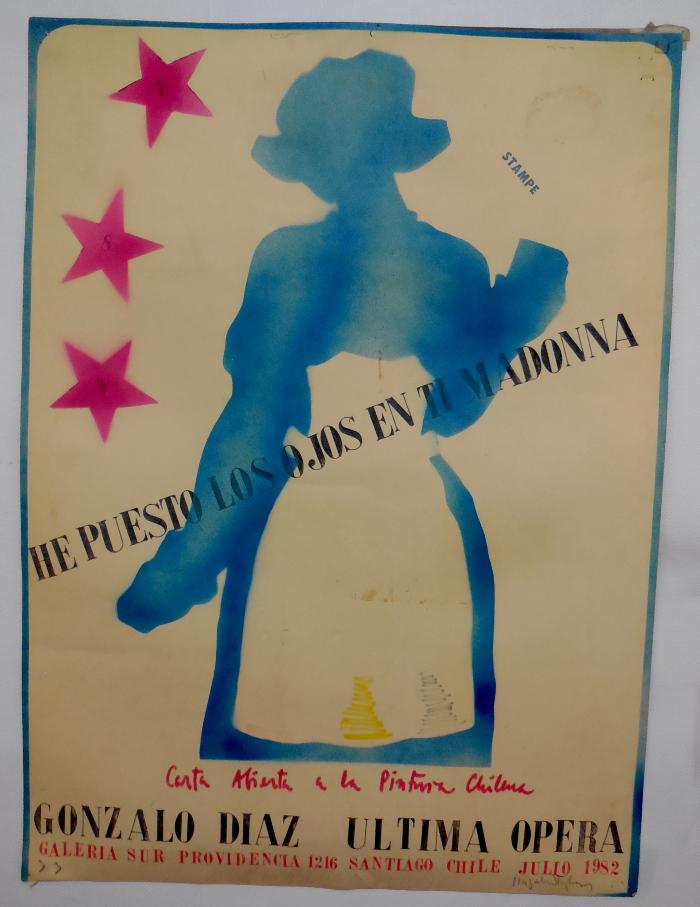 STAMPE
HE PUESTO LOS OJOS EN TI MADONNA
Carta Abierta a la Pintura Chilena
GONZALO DIAZ ULTIMA OPERA
GALERIA SUR PROVIDENCIA 1216 SANTIAGO CHILE JULIO 1982